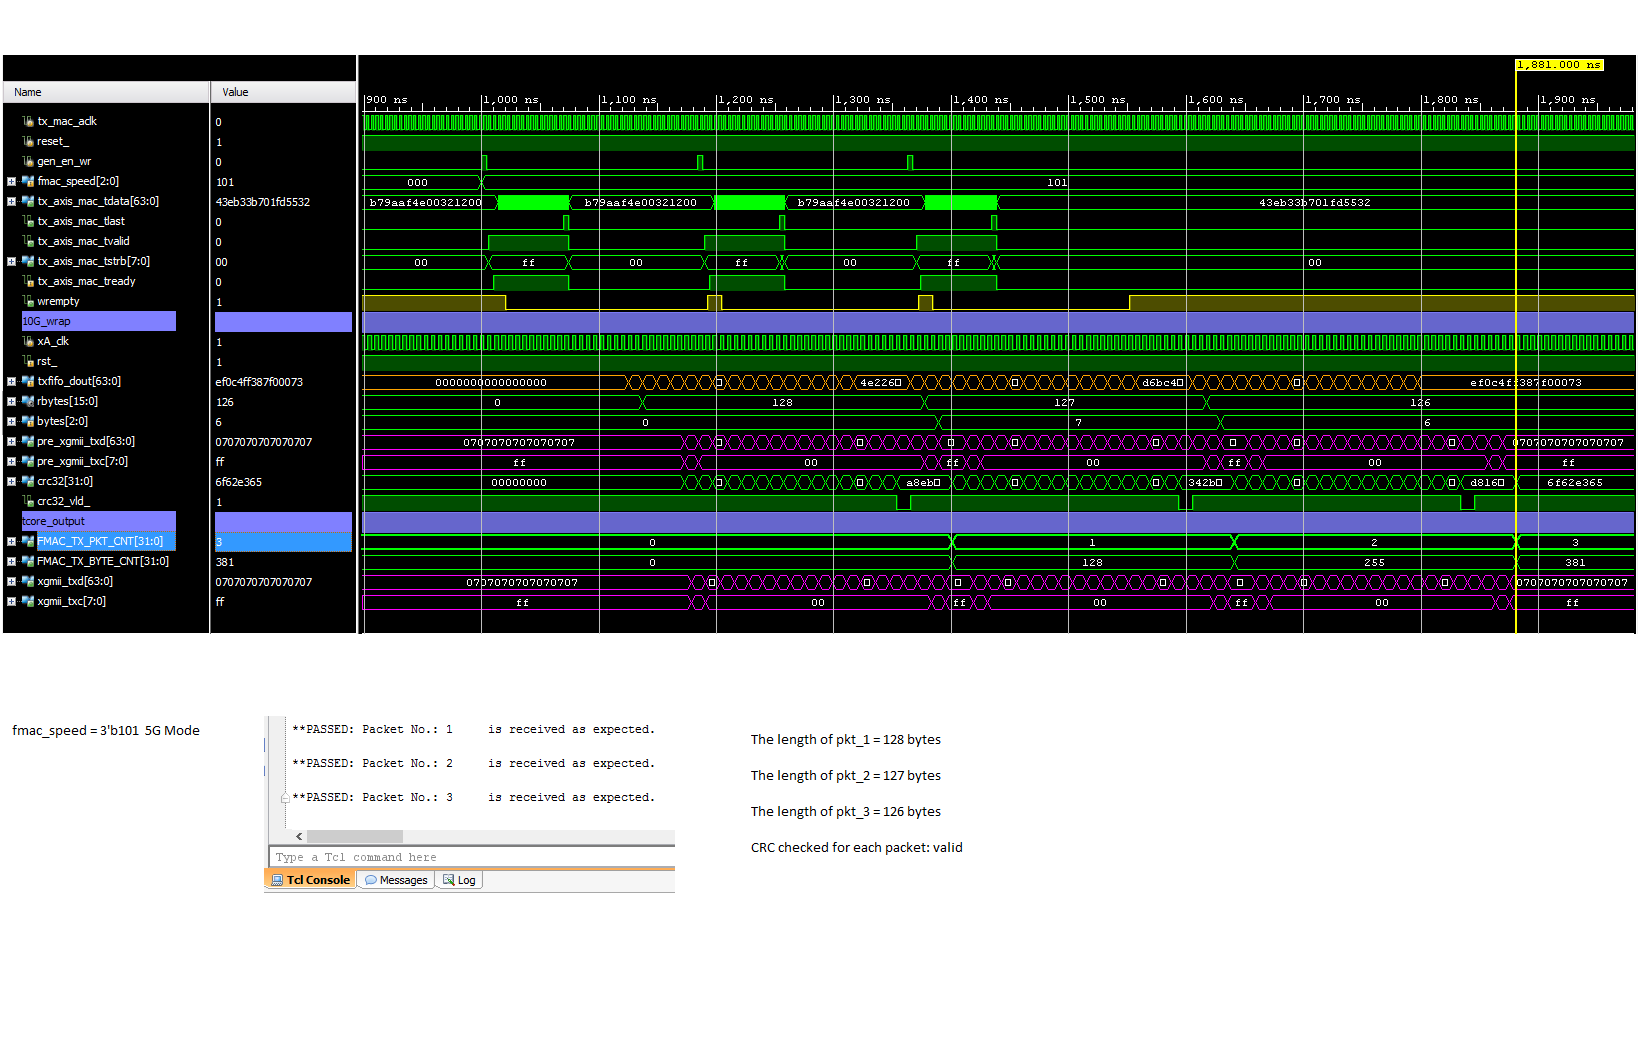 1,881.000 ns
Name Value
900 ns 1,000 ns 1,100 ns 1,200 ns 1,300 ns 1,400 ns 1,500 ns 1,600 ns 1,700 ns 1,800 ns 1,900 ns
tx_mac_aclk 0
reset_ 1
gen_en_wr 0
fmac_speed[2:0] 101 000 101
tx_axis_mac_tdata[63:0] 43eb33b701fd5532 b79aaf4e00321200 b79aaf4e00321200 b79aaf4e00321200 43eb33b701fd5532
tx_axis_mac_tlast 0
tx_axis_mac_tvalid 0
tx_axis_mac_tstrb[7:0] 00 00 ff 00 ff 00 ff 00
tx_axis_mac_tready 0
wrempty 1
10G_wrap
xA_clk 1
rst_ 1
txfifo_dout[63:0] ef0c4ff387f00073 0000000000000000 4e226 d6bc4 ef0c4ff387f00073
rbytes[15:0] 126 0 128 127 126
bytes[2:0] 6 0 7 6
pre_xgmii_txd[63:0] 0707070707070707 0707070707070707 0707070707070707
pre_xgmii_txc[7:0] ff ff 00 ff 00 ff 00 ff
crc32[31:0] 6f62e365 00000000 a8eb 342b d816 6f62e365
crc32_vld_ 1
tcore_output
FMAC_TX_PKT_CNT[31:0] 3 0 1 2 3
FMAC_TX_BYTE_CNT[31:0] 381 0 128 255 381
xgmii_txd[63:0] 0707070707070707 0707070707070707 0707070707070707
xgmii_txc[7:0] ff ff 00 ff 00 ff 00 ff
fmac_speed = 3'b101 5G Mode
**PASSED: Packet No.: 1 is received as expected.
**PASSED: Packet No.: 2 is received as expected.
**PASSED: Packet No.: 3 is received as expected.
Type a Tcl command here
Tcl Console Messages Log
The length of pkt_1 = 128 bytes
The length of pkt_2 = 127 bytes
The length of pkt_3 = 126 bytes
CRC checked for each packet: valid